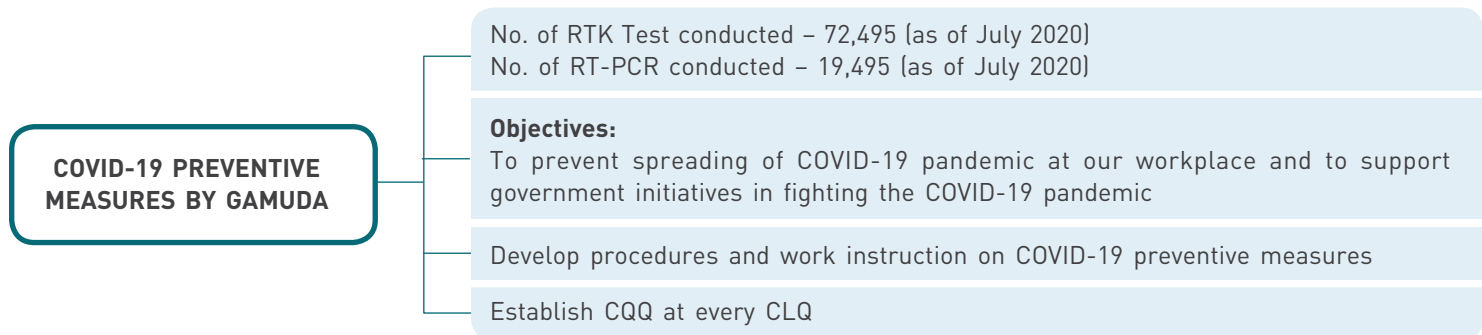 COVID-19 PREVENTIVE
MEASURES BY GAMUDA
No. of RTK Test conducted – 72,495 (as of July 2020)
No. of RT-PCR conducted – 19,495 (as of July 2020)
Objectives:
To prevent spreading of COVID-19 pandemic at our workplace and to support
government initiatives in fighting the COVID-19 pandemic
Develop procedures and work instruction on COVID-19 preventive measures
Establish CQQ at every CLQ